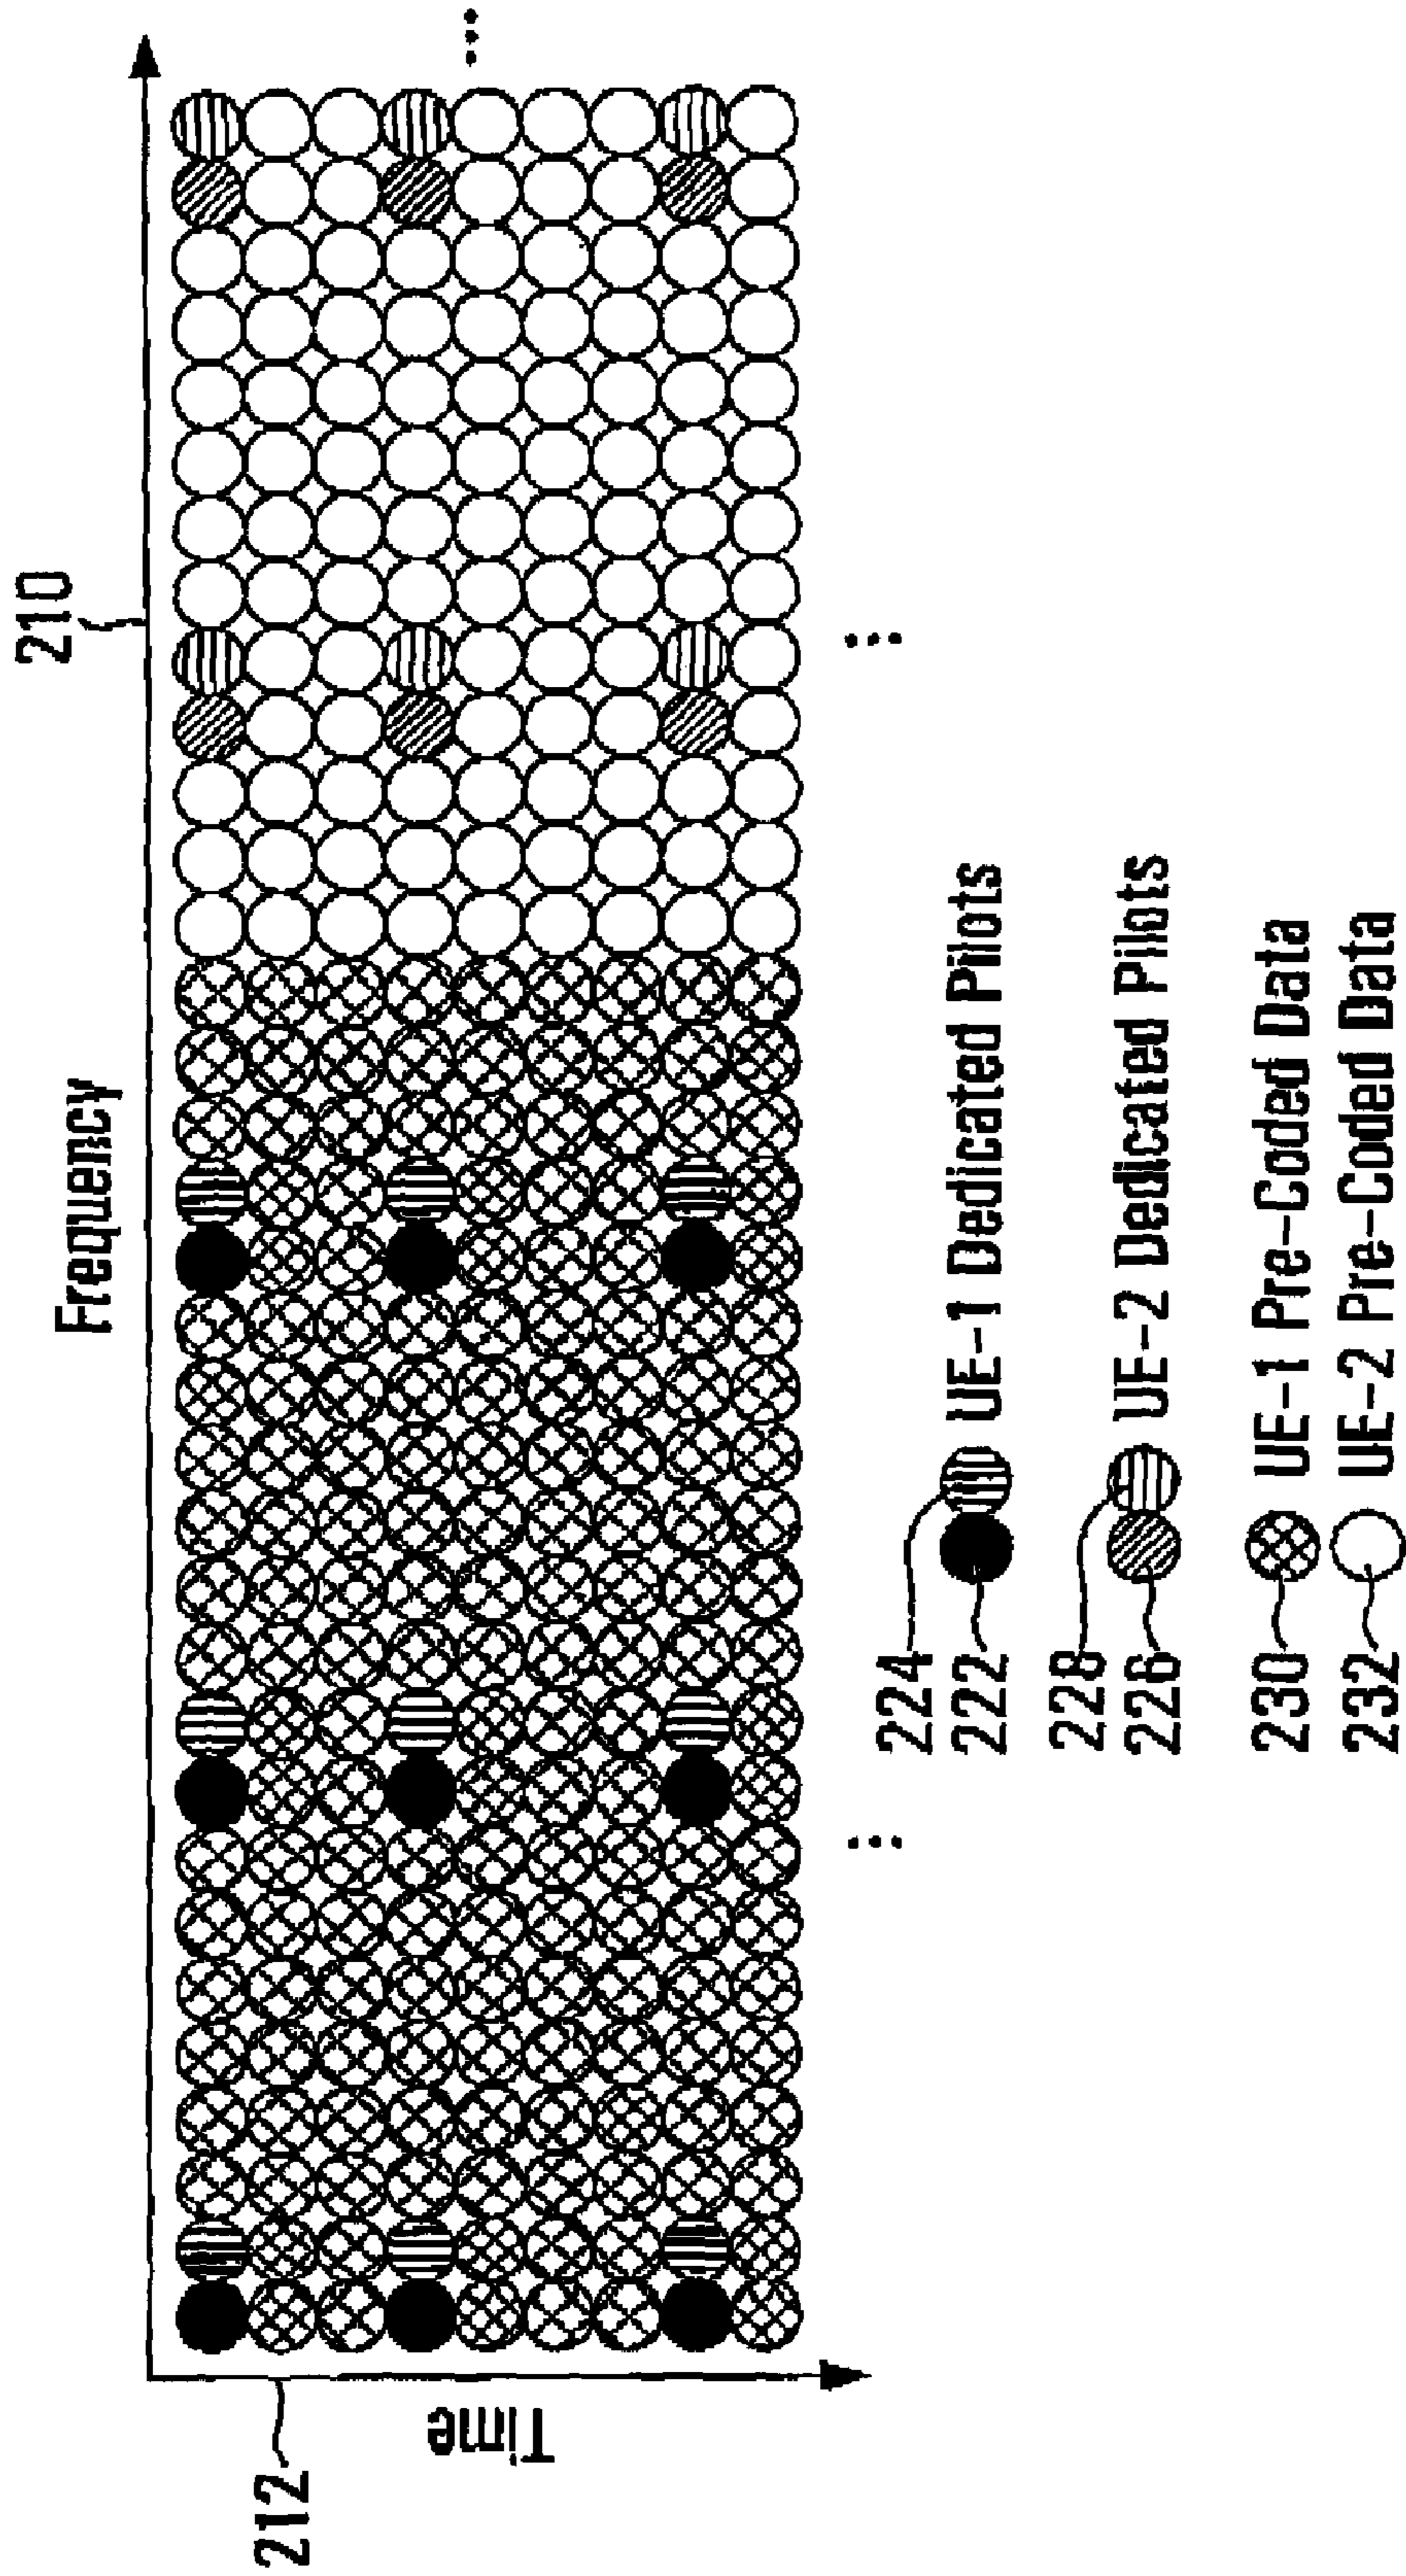 Frequency
210
...
212
Time
...
...
224
222
UE-1 Dedicated Pilots
228
226
UE-2 Dedicated Pilots
230
UE-1 Pre-Coded Data
232
UE-2 Pre-Coded Data